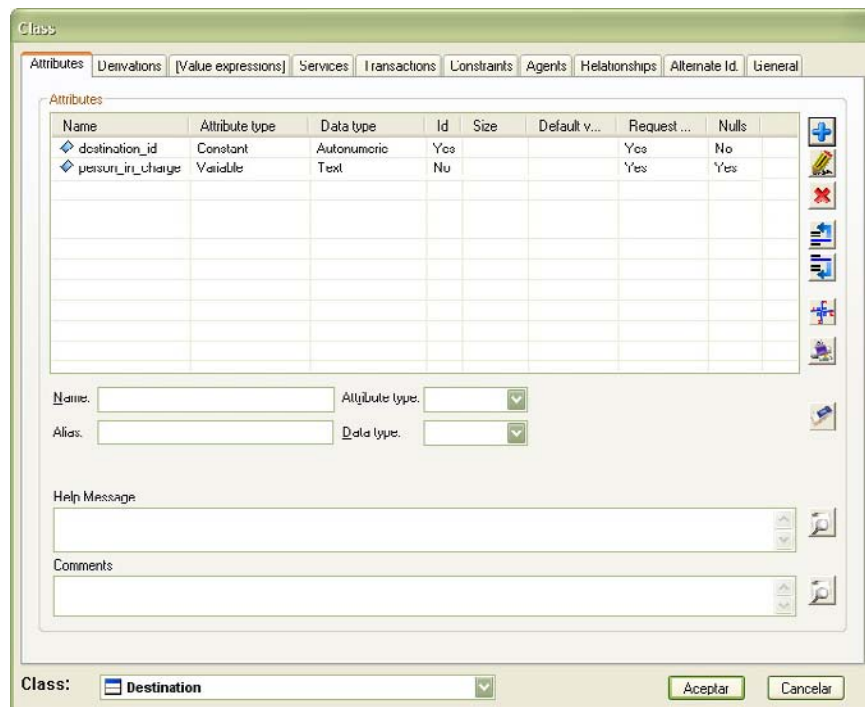 Class
Attributes Derivations [Value expressions] Services Transactions Constraints Agents Relationships Alternate Id. General
Attributes
Name Attribute type Data type Id Size Default v... Request ... Nulls
destination_id Constant Autonumeric Yes Yes No
person_in_charge Variable Text No Yes Yes
Name: Attribute type:
Alias: Data type:
Help Message
Comments
Class: Destination Aceptar Cancelar